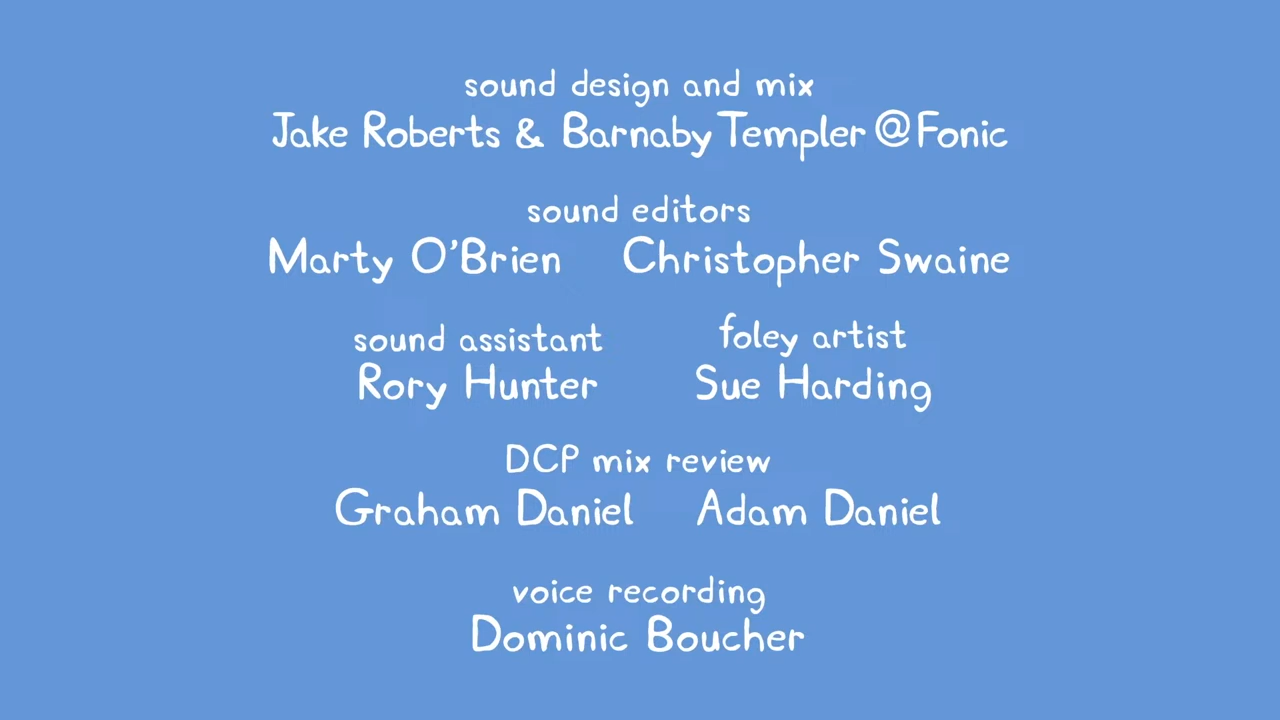 sound design and mix
Jake Roberts & Barnaby Templer @ Fonic
sound editors
Marty O'Brien Christopher Swaine
sound assistant foley artist
Rory Hunter Sue Harding
DCP mix review
Graham Daniel Adam Daniel
voice recording
Dominic Boucher